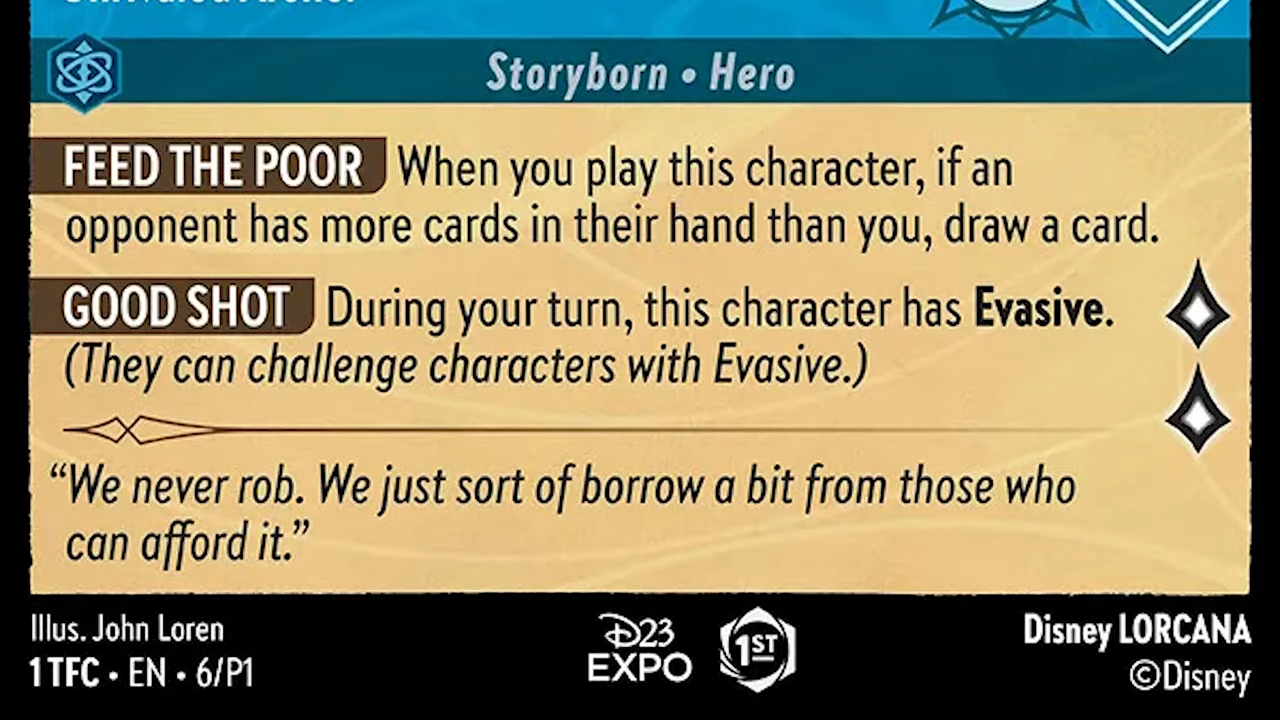 Storyborn • Hero
FEED THE POOR When you play this character, if an
opponent has more cards in their hand than you, draw a card.
GOOD SHOT During your turn, this character has Evasive.
(They can challenge characters with Evasive.)
“We never rob. We just sort of borrow a bit from those who
can afford it.”
Illus. John Loren
1 TFC • EN • 6/P1
D23
EXPO
1ST
Disney LORCANA
©Disney